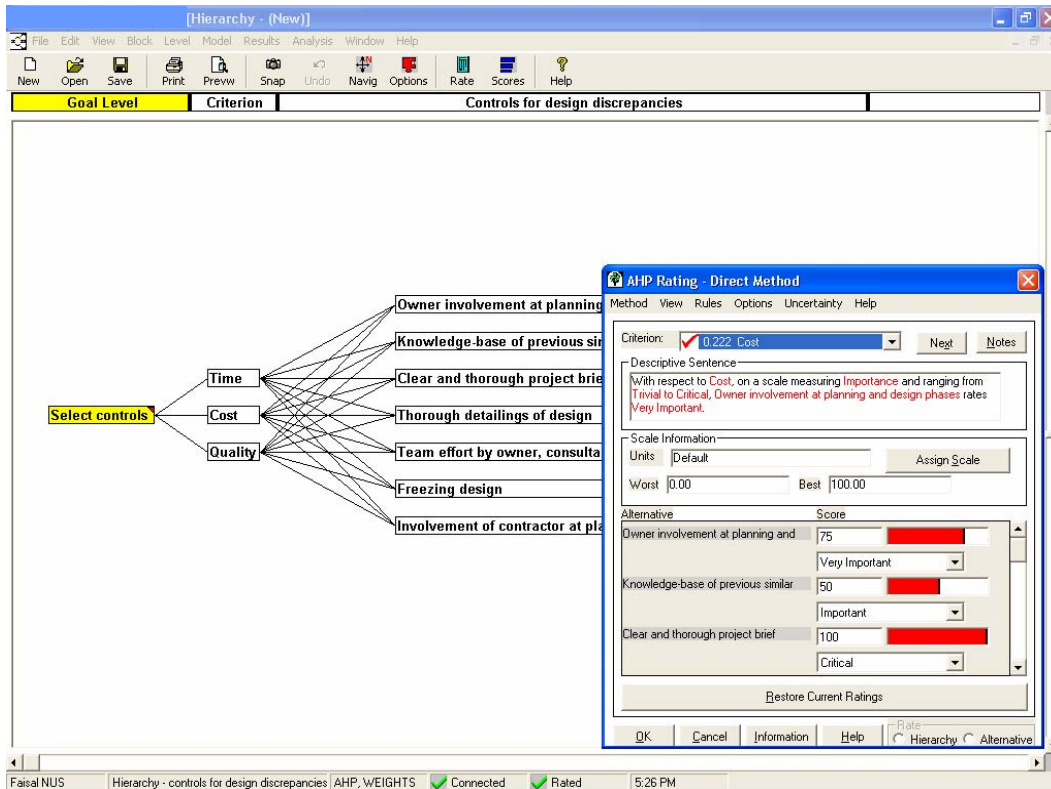 [Hierarchy - (New)]
File Edit View Block Level Model Results Analysis Window Help
New Open Save Print Prevw Snap Undo Navig Options Rate Scores Help
Goal Level Criterion Controls for design discrepancies
Select controls
Time
Cost
Quality
Owner involvement at planning
Knowledge-base of previous sir
Clear and thorough project brie
Thorough detailings of design
Team effort by owner, consulta
Freezing design
Involvement of contractor at pla
AHP Rating - Direct Method
Method View Rules Options Uncertainty Help
Criterion: 0.222 Cost Next Notes
Descriptive Sentence
With respect to Cost, on a scale measuring Importance and ranging from
Trivial to Critical, Owner involvement at planning and design phases rates
Very Important.
Scale Information
Units Default Assign Scale
Worst 0.00 Best 100.00
Alternative Score
Owner involvement at planning and 75
Very Important
Knowledge-base of previous similar 50
Important
Clear and thorough project brief 100
Critical
Restore Current Ratings
Rate
OK Cancel Information Help Hierarchy Alternative
Faisal NUS Hierarchy - controls for design discrepancies AHP, WEIGHTS Connected Rated 5:26 PM